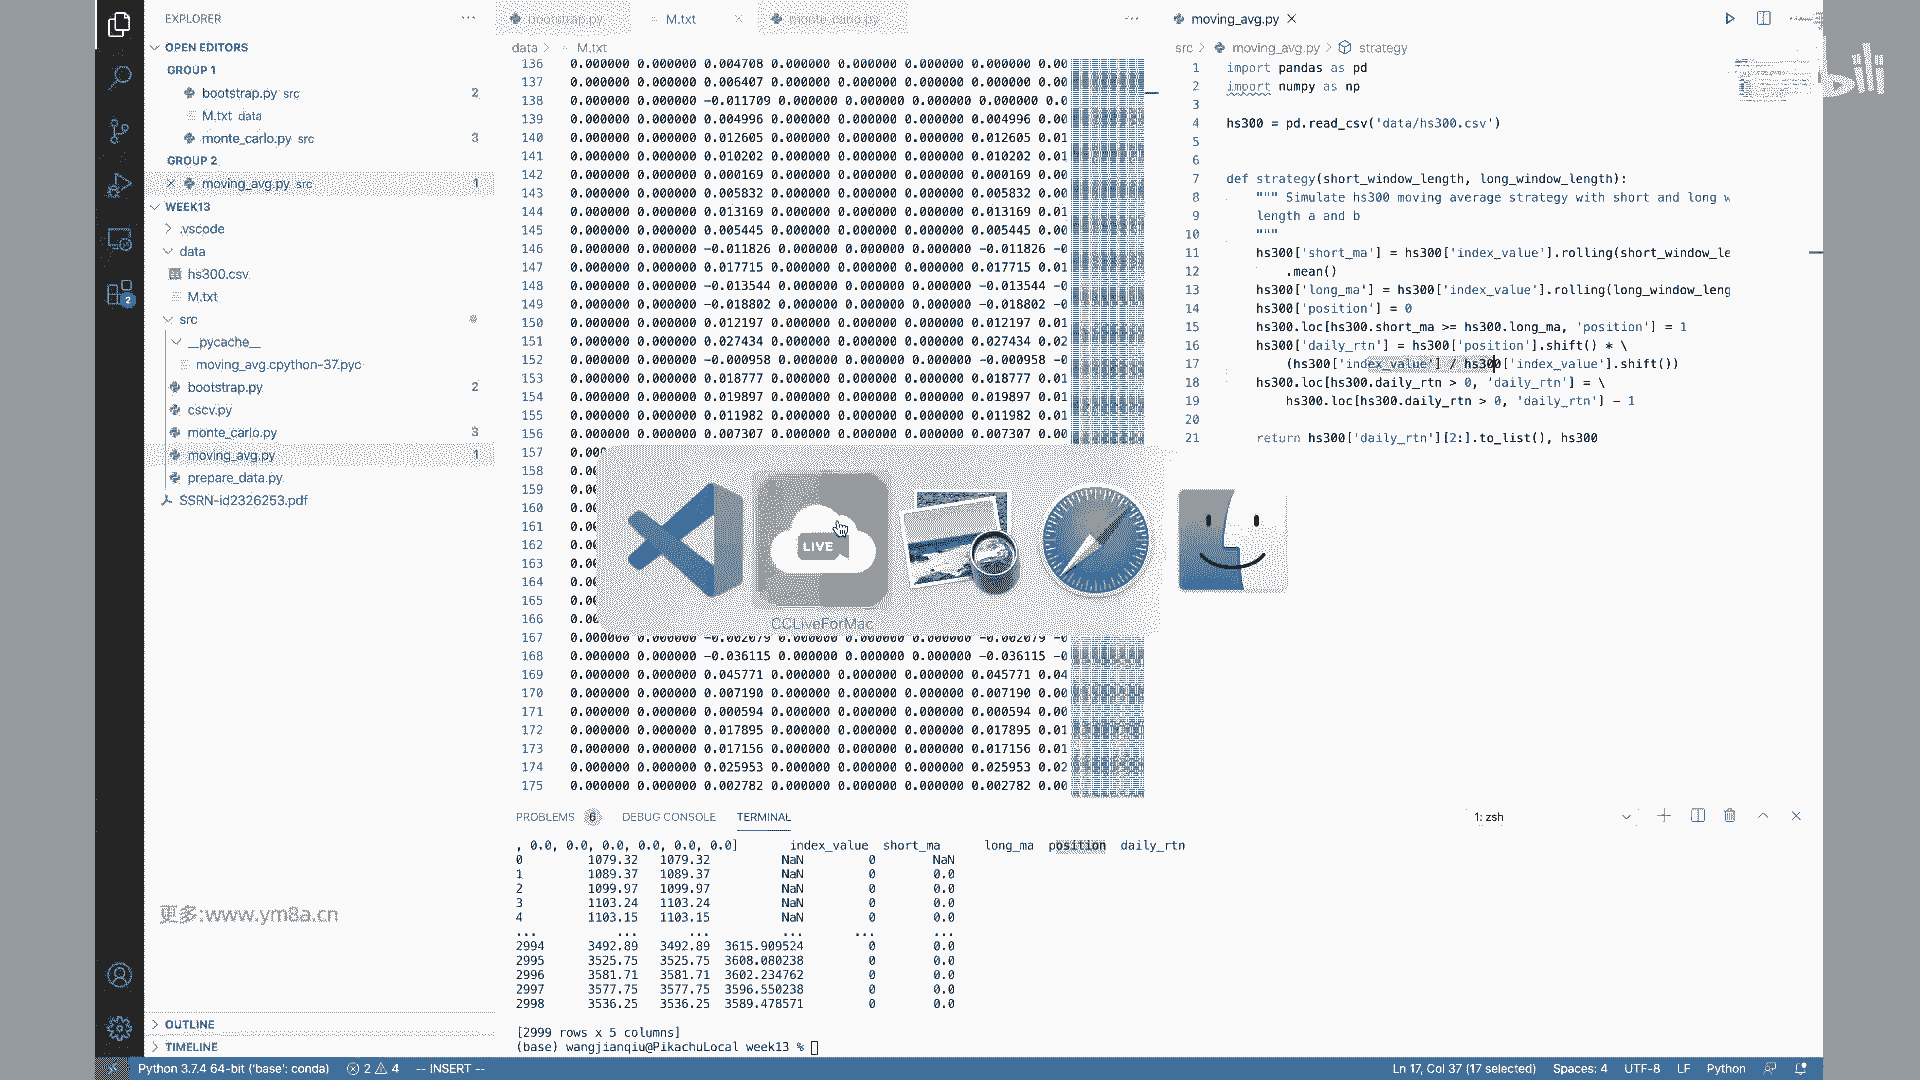 EXPLORER
OPEN EDITORS
GROUP 1
bootstrap.py src 2
M.txt data
monte_carlo.py src 3
GROUP 2
moving_avg.py src 1
WEEK13
.vscode
data
hs300.csv
M.txt
src
__pycache__
moving_avg.cpython-37.pyc
bootstrap.py 2
cscv.py
monte_carlo.py 3
moving_avg.py 1
prepare_data.py
SSRN-id2326253.pdf
更多:www.ym8a.cn
OUTLINE
TIMELINE
2
bootstrap.py M.txt monte_carlo.py
data > M.txt
136 0.000000 0.000000 0.004708 0.000000 0.000000 0.000000 0.000000 0.00
137 0.000000 0.000000 0.006407 0.000000 0.000000 0.000000 0.000000 0.00
138 0.000000 0.000000 -0.011709 0.000000 0.000000 0.000000 0.000000 0.0
139 0.000000 0.000000 0.004996 0.000000 0.000000 0.000000 0.004996 0.00
140 0.000000 0.000000 0.012605 0.000000 0.000000 0.000000 0.012605 0.01
141 0.000000 0.000000 0.010202 0.000000 0.000000 0.000000 0.010202 0.01
142 0.000000 0.000000 0.000169 0.000000 0.000000 0.000000 0.000169 0.00
143 0.000000 0.000000 0.005832 0.000000 0.000000 0.000000 0.005832 0.00
144 0.000000 0.000000 0.013169 0.000000 0.000000 0.000000 0.013169 0.01
145 0.000000 0.000000 0.005445 0.000000 0.000000 0.000000 0.005445 0.00
146 0.000000 0.000000 -0.011826 0.000000 0.000000 0.000000 -0.011826 -0
147 0.000000 0.000000 0.017715 0.000000 0.000000 0.000000 0.017715 0.01
148 0.000000 0.000000 -0.013544 0.000000 0.000000 0.000000 -0.013544 -0
149 0.000000 0.000000 -0.018802 0.000000 0.000000 0.000000 -0.018802 -0
150 0.000000 0.000000 0.012197 0.000000 0.000000 0.000000 0.012197 0.01
151 0.000000 0.000000 0.027434 0.000000 0.000000 0.000000 0.027434 0.02
152 0.000000 0.000000 -0.000958 0.000000 0.000000 0.000000 -0.000958 -0
153 0.000000 0.000000 0.018777 0.000000 0.000000 0.000000 0.018777 0.01
154 0.000000 0.000000 0.019897 0.000000 0.000000 0.000000 0.019897 0.01
155 0.000000 0.000000 0.011982 0.000000 0.000000 0.000000 0.011982 0.01
156 0.000000 0.000000 0.007307 0.000000 0.000000 0.000000 0.007307 0.00
157 0.000
158 0.00
159 0.00
160 0.00
161 0.00
162 0.00
163 0.00
164 0.00
165 0.00
166 0.00
167 0.000000 0.000000 -0.002079 0.000000 0.000000 0.000000 -0.002079 -0
168 0.000000 0.000000 -0.036115 0.000000 0.000000 0.000000 -0.036115 -0
169 0.000000 0.000000 0.045771 0.000000 0.000000 0.000000 0.045771 0.04
170 0.000000 0.000000 0.007190 0.000000 0.000000 0.000000 0.007190 0.00
171 0.000000 0.000000 0.000594 0.000000 0.000000 0.000000 0.000594 0.00
172 0.000000 0.000000 0.017895 0.000000 0.000000 0.000000 0.017895 0.01
173 0.000000 0.000000 0.017156 0.000000 0.000000 0.000000 0.017156 0.01
174 0.000000 0.000000 0.025953 0.000000 0.000000 0.000000 0.025953 0.02
175 0.000000 0.000000 0.002782 0.000000 0.000000 0.000000 0.002782 0.00
LIVE
CCLiveForMac
moving_avg.py
src > moving_avg.py > strategy
1 import pandas as pd
2 import numpy as np
3
4 hs300 = pd.read_csv('data/hs300.csv')
5
6
7 def strategy(short_window_length, long_window_length):
8 """ Simulate hs300 moving average strategy with short and long w
9 length a and b
10 """
11 hs300['short_ma'] = hs300['index_value'].rolling(short_window_le
12 .mean()
13 hs300['long_ma'] = hs300['index_value'].rolling(long_window_leng
14 hs300['position'] = 0
15 hs300.loc[hs300.short_ma >= hs300.long_ma, 'position'] = 1
16 hs300['daily_rtn'] = hs300['position'].shift() * \
17 (hs300['index_value'] / hs300['index_value'].shift())
18 hs300.loc[hs300.daily_rtn > 0, 'daily_rtn'] = \
19 hs300.loc[hs300.daily_rtn > 0, 'daily_rtn'] - 1
20
21 return hs300['daily_rtn'][2:].to_list(), hs300
bili
PROBLEMS 6 DEBUG CONSOLE TERMINAL 1: zsh
, 0.0, 0.0, 0.0, 0.0, 0.0, 0.0] index_value short_ma long_ma position daily_rtn
0 1079.32 1079.32 NaN 0 NaN
1 1089.37 1089.37 NaN 0 0.0
2 1099.97 1099.97 NaN 0 0.0
3 1103.24 1103.24 NaN 0 0.0
4 1103.15 1103.15 NaN 0 0.0
... ... ... ... ... ...
2994 3492.89 3492.89 3615.909524 0 0.0
2995 3525.75 3525.75 3608.080238 0 0.0
2996 3581.71 3581.71 3602.234762 0 0.0
2997 3577.75 3577.75 3596.550238 0 0.0
2998 3536.25 3536.25 3589.478571 0 0.0
[2999 rows x 5 columns]
(base) wangjianqiu@PikachuLocal week13 %
Python 3.7.4 64-bit ('base': conda) 2 4 -- INSERT -- Ln 17, Col 37 (17 selected) Spaces: 4 UTF-8 LF Python